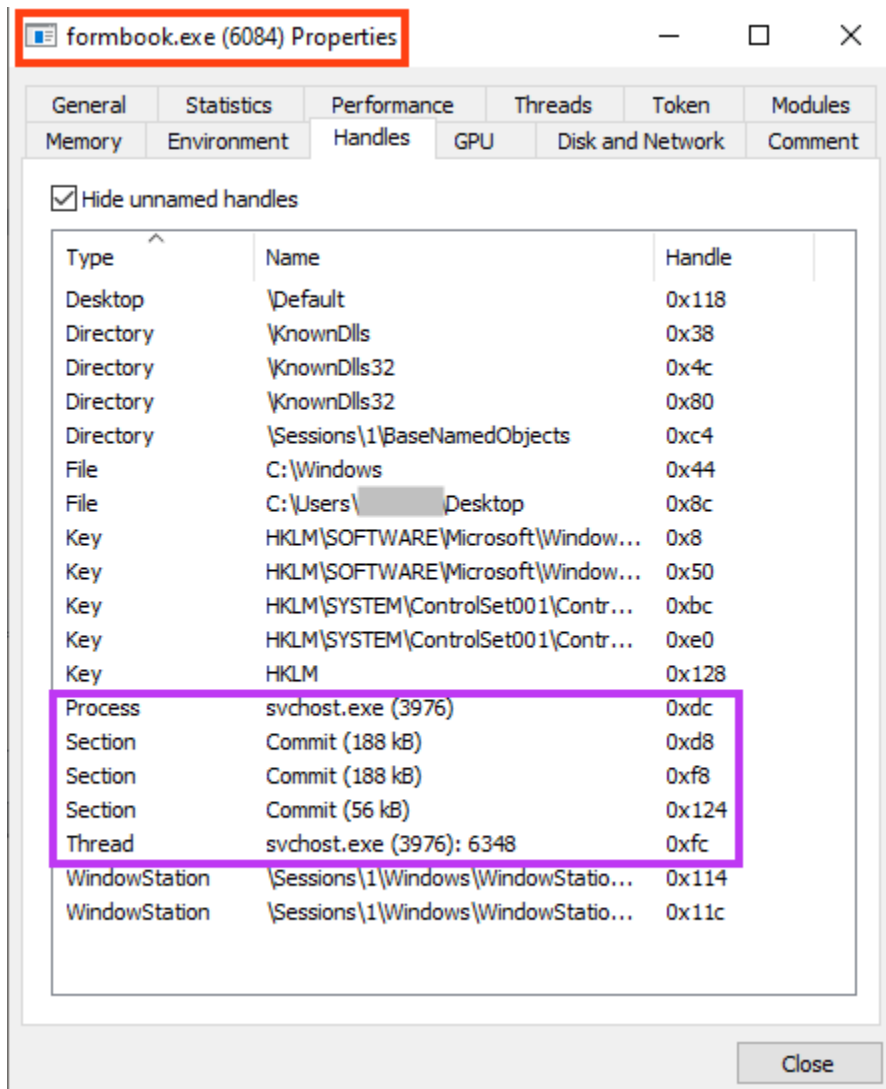 formbook.exe (6084) Properties
General Statistics Performance Threads Token Modules
Memory Environment Handles GPU Disk and Network Comment
Hide unnamed handles
Type Name Handle
Desktop \Default 0x118
Directory \KnownDlls 0x38
Directory \KnownDlls32 0x4c
Directory \KnownDlls32 0x80
Directory \Sessions\1\BaseNamedObjects 0xc4
File C:\Windows 0x44
File C:\Users\ \Desktop 0x8c
Key HKLM\SOFTWARE\Microsoft\Window... 0x8
Key HKLM\SOFTWARE\Microsoft\Window... 0x50
Key HKLM\SYSTEM\ControlSet001\Contr... 0xbc
Key HKLM\SYSTEM\ControlSet001\Contr... 0xe0
Key HKLM 0x128
Process svchost.exe (3976) 0xdc
Section Commit (188 kB) 0xd8
Section Commit (188 kB) 0xf8
Section Commit (56 kB) 0x124
Thread svchost.exe (3976): 6348 0xfc
WindowStation \Sessions\1\Windows\WindowStatio... 0x114
WindowStation \Sessions\1\Windows\WindowStatio... 0x11c
Close